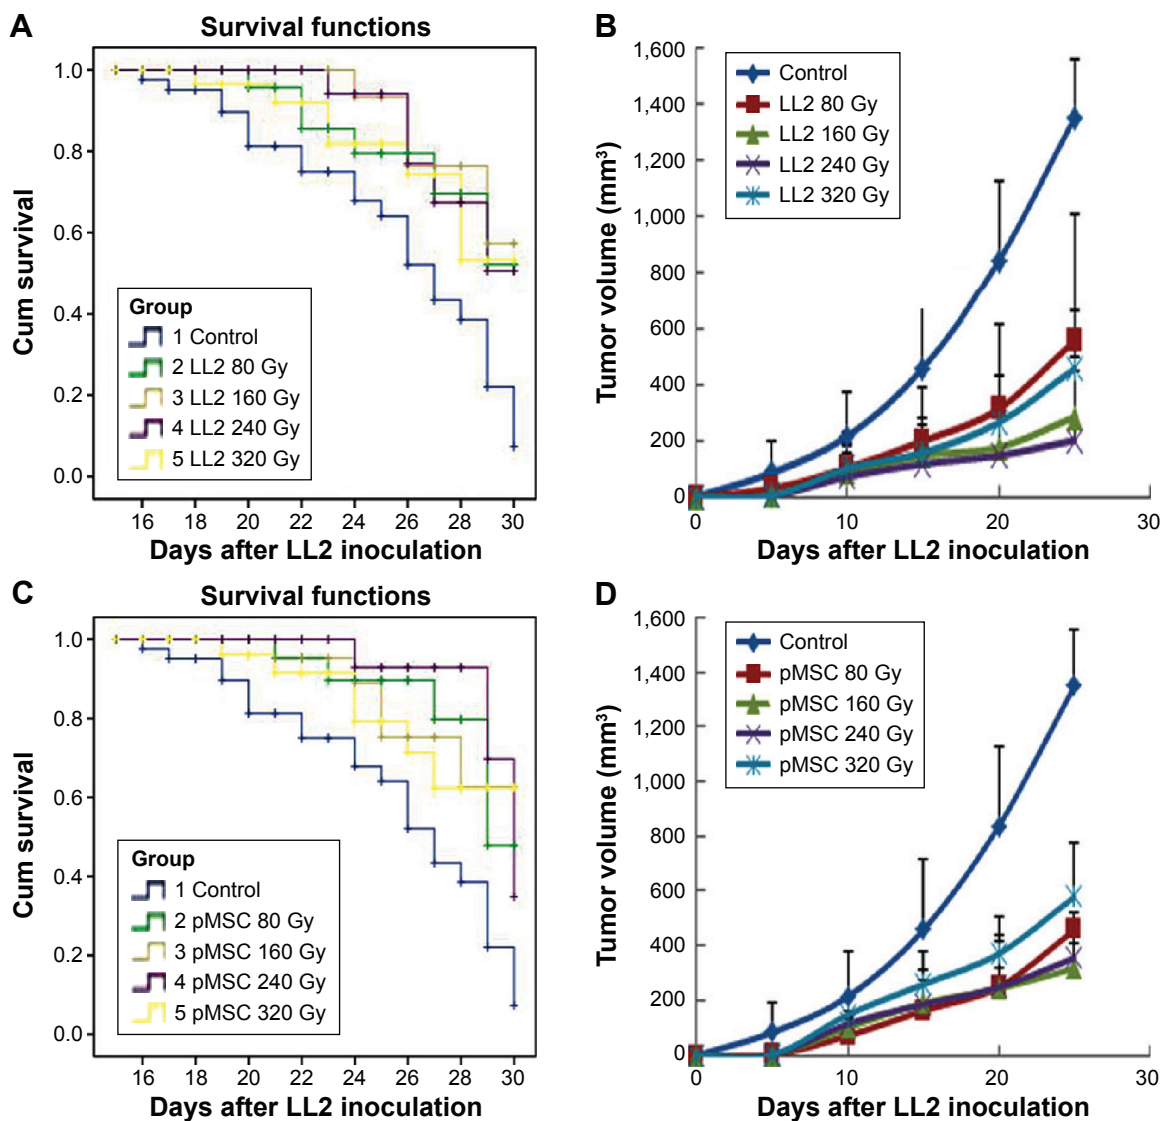 A
Survival functions
Cum survival
1.0
0.8
0.6
0.4
0.2
0.0
Group
1 Control
2 LL2 80 Gy
3 LL2 160 Gy
4 LL2 240 Gy
5 LL2 320 Gy
16 18 20 22 24 26 28 30
Days after LL2 inoculation
B
Tumor volume (mm³)
1,600
1,400
1,200
1,000
800
600
400
200
0
Control
LL2 80 Gy
LL2 160 Gy
LL2 240 Gy
LL2 320 Gy
0 10 20 30
Days after LL2 inoculation
C
Survival functions
Cum survival
1.0
0.8
0.6
0.4
0.2
0.0
Group
1 Control
2 pMSC 80 Gy
3 pMSC 160 Gy
4 pMSC 240 Gy
5 pMSC 320 Gy
16 18 20 22 24 26 28 30
Days after LL2 inoculation
D
Tumor volume (mm³)
1,600
1,400
1,200
1,000
800
600
400
200
0
Control
pMSC 80 Gy
pMSC 160 Gy
pMSC 240 Gy
pMSC 320 Gy
0 10 20 30
Days after LL2 inoculation